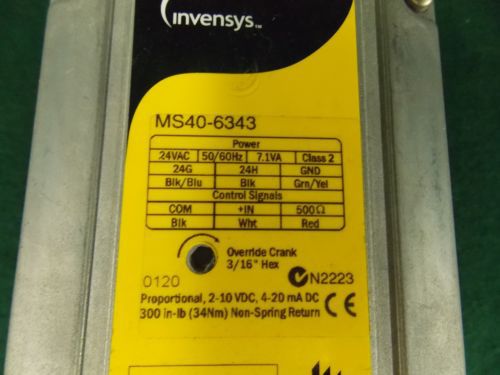 invensys™
MS40-6343
Power
24VAC 50/60Hz 7.1VA Class 2
24G 24H GND
Blk/Blu Blk Grn/Yel
Control Signals
COM +IN 500Ω
Blk Wht Red
Override Crank
3/16" Hex
0120 N2223
Proportional, 2-10 VDC, 4-20 mA DC
300 in-lb (34Nm) Non-Spring Return CE